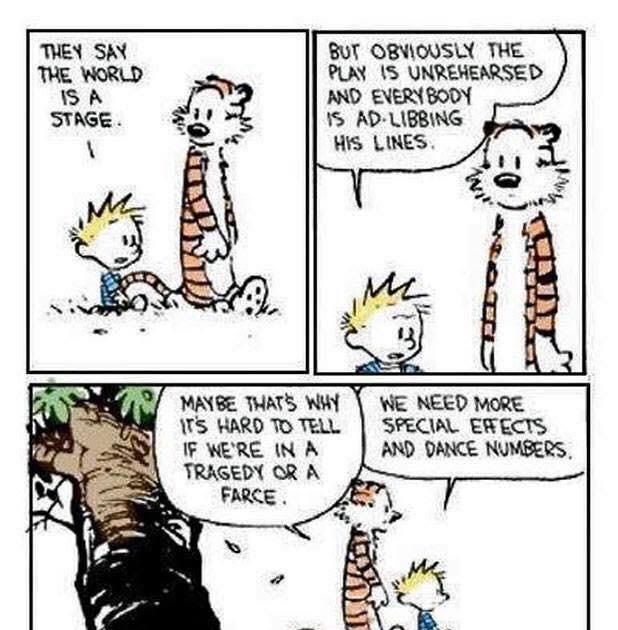 THEY SAY
THE WORLD
IS A
STAGE.
BUT OBVIOUSLY THE
PLAY IS UNREHEARSED
AND EVERYBODY
IS AD-LIBBING
HIS LINES.
MAYBE THAT'S WHY
IT'S HARD TO TELL
IF WE'RE IN A
TRAGEDY OR A
FARCE.
WE NEED MORE
SPECIAL EFFECTS
AND DANCE NUMBERS.